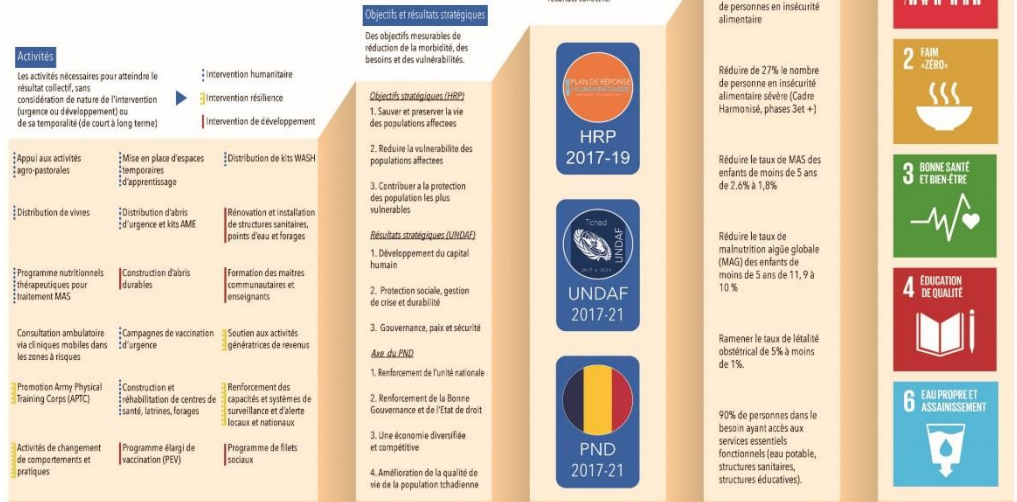 résultats collectifs.
de personnes en insécurité
alimentaire
Objectifs et résultats stratégiques
Des objectifs mesurables de
réduction de la morbidité, des
besoins et des vulnérabilités.
Activités
Les activités nécessaires pour atteindre le
résultat collectif, sans
considération de nature de l'intervention
(urgence ou développement) ou
de sa temporalité (de court à long terme)
Intervention humanitaire
Intervention résilience
Intervention de développement
Appui aux activités
agro-pastorales
Mise en place d'espaces
temporaires
d'apprentissage
Distribution de kits WASH
Distribution de vivres
Distribution d'abris
d'urgence et kits AME
Rénovation et installation
de structures sanitaires,
points d'eau et forages
Programme nutritionnels
thérapeutiques pour
traitement MAS
Construction d'abris
durables
Formation des maitres
communautaires et
enseignants
Consultation ambulatoire
via cliniques mobiles dans
les zones à risques
Campagnes de vaccination
d'urgence
Soutien aux activités
génératrices de revenus
Promotion Army Physical
Training Corps (APTC)
Construction et
réhabilitation de centres de
santé, latrines, forages
Renforcement des
capacités et systèmes de
surveillance et d'alerte
locaux et nationaux
Activités de changement
de comportements et
pratiques
Programme élargi de
vaccination (PEV)
Programme de filets
sociaux
Objectifs stratégiques (HRP)
1. Sauver et preserver la vie
des populations affectees
2. Reduire la vulnerabilite des
populations affectees
3. Contribuer a la protection
des population les plus
vulnerables
Résultats stratégiques (UNDAF)
1. Développement du capital
humain
2. Protection sociale, gestion
de crise et durabilité
3. Gouvernance, paix et sécurité
Axe du PND
1. Renforcement de l'unité nationale
2. Renforcement de la Bonne
Gouvernance et de l'Etat de droit
3. Une économie diversifiée
et compétitive
4. Amélioration de la qualité de
vie de la population tchadienne
PLAN DE RÉPONSE
HUMANITAIRE
HRP
2017-19
Tchad
UNDAF
UNDAF
2017-21
PND
2017-21
Réduire de 27% le nombre
de personne en insécurité
alimentaire sévère (Cadre
Harmonisé, phases 3et +)
Réduire le taux de MAS des
enfants de moins de 5 ans
de 2.6% à 1,8%
Réduire le taux de
malnutrition aigüe globale
(MAG) des enfants de
moins de 5 ans de 11, 9 à
10 %
Ramener le taux de létalité
obstétrical de 5% à moins
de 1%.
90% de personnes dans le
besoin ayant accès aux
services essentiels
fonctionnels (eau potable,
structures sanitaires,
structures éducatives).
2 FAIM
«ZÉRO»
3 BONNE SANTÉ
ET BIEN-ÊTRE
4 ÉDUCATION
DE QUALITÉ
6 EAU PROPRE ET
ASSAINISSEMENT